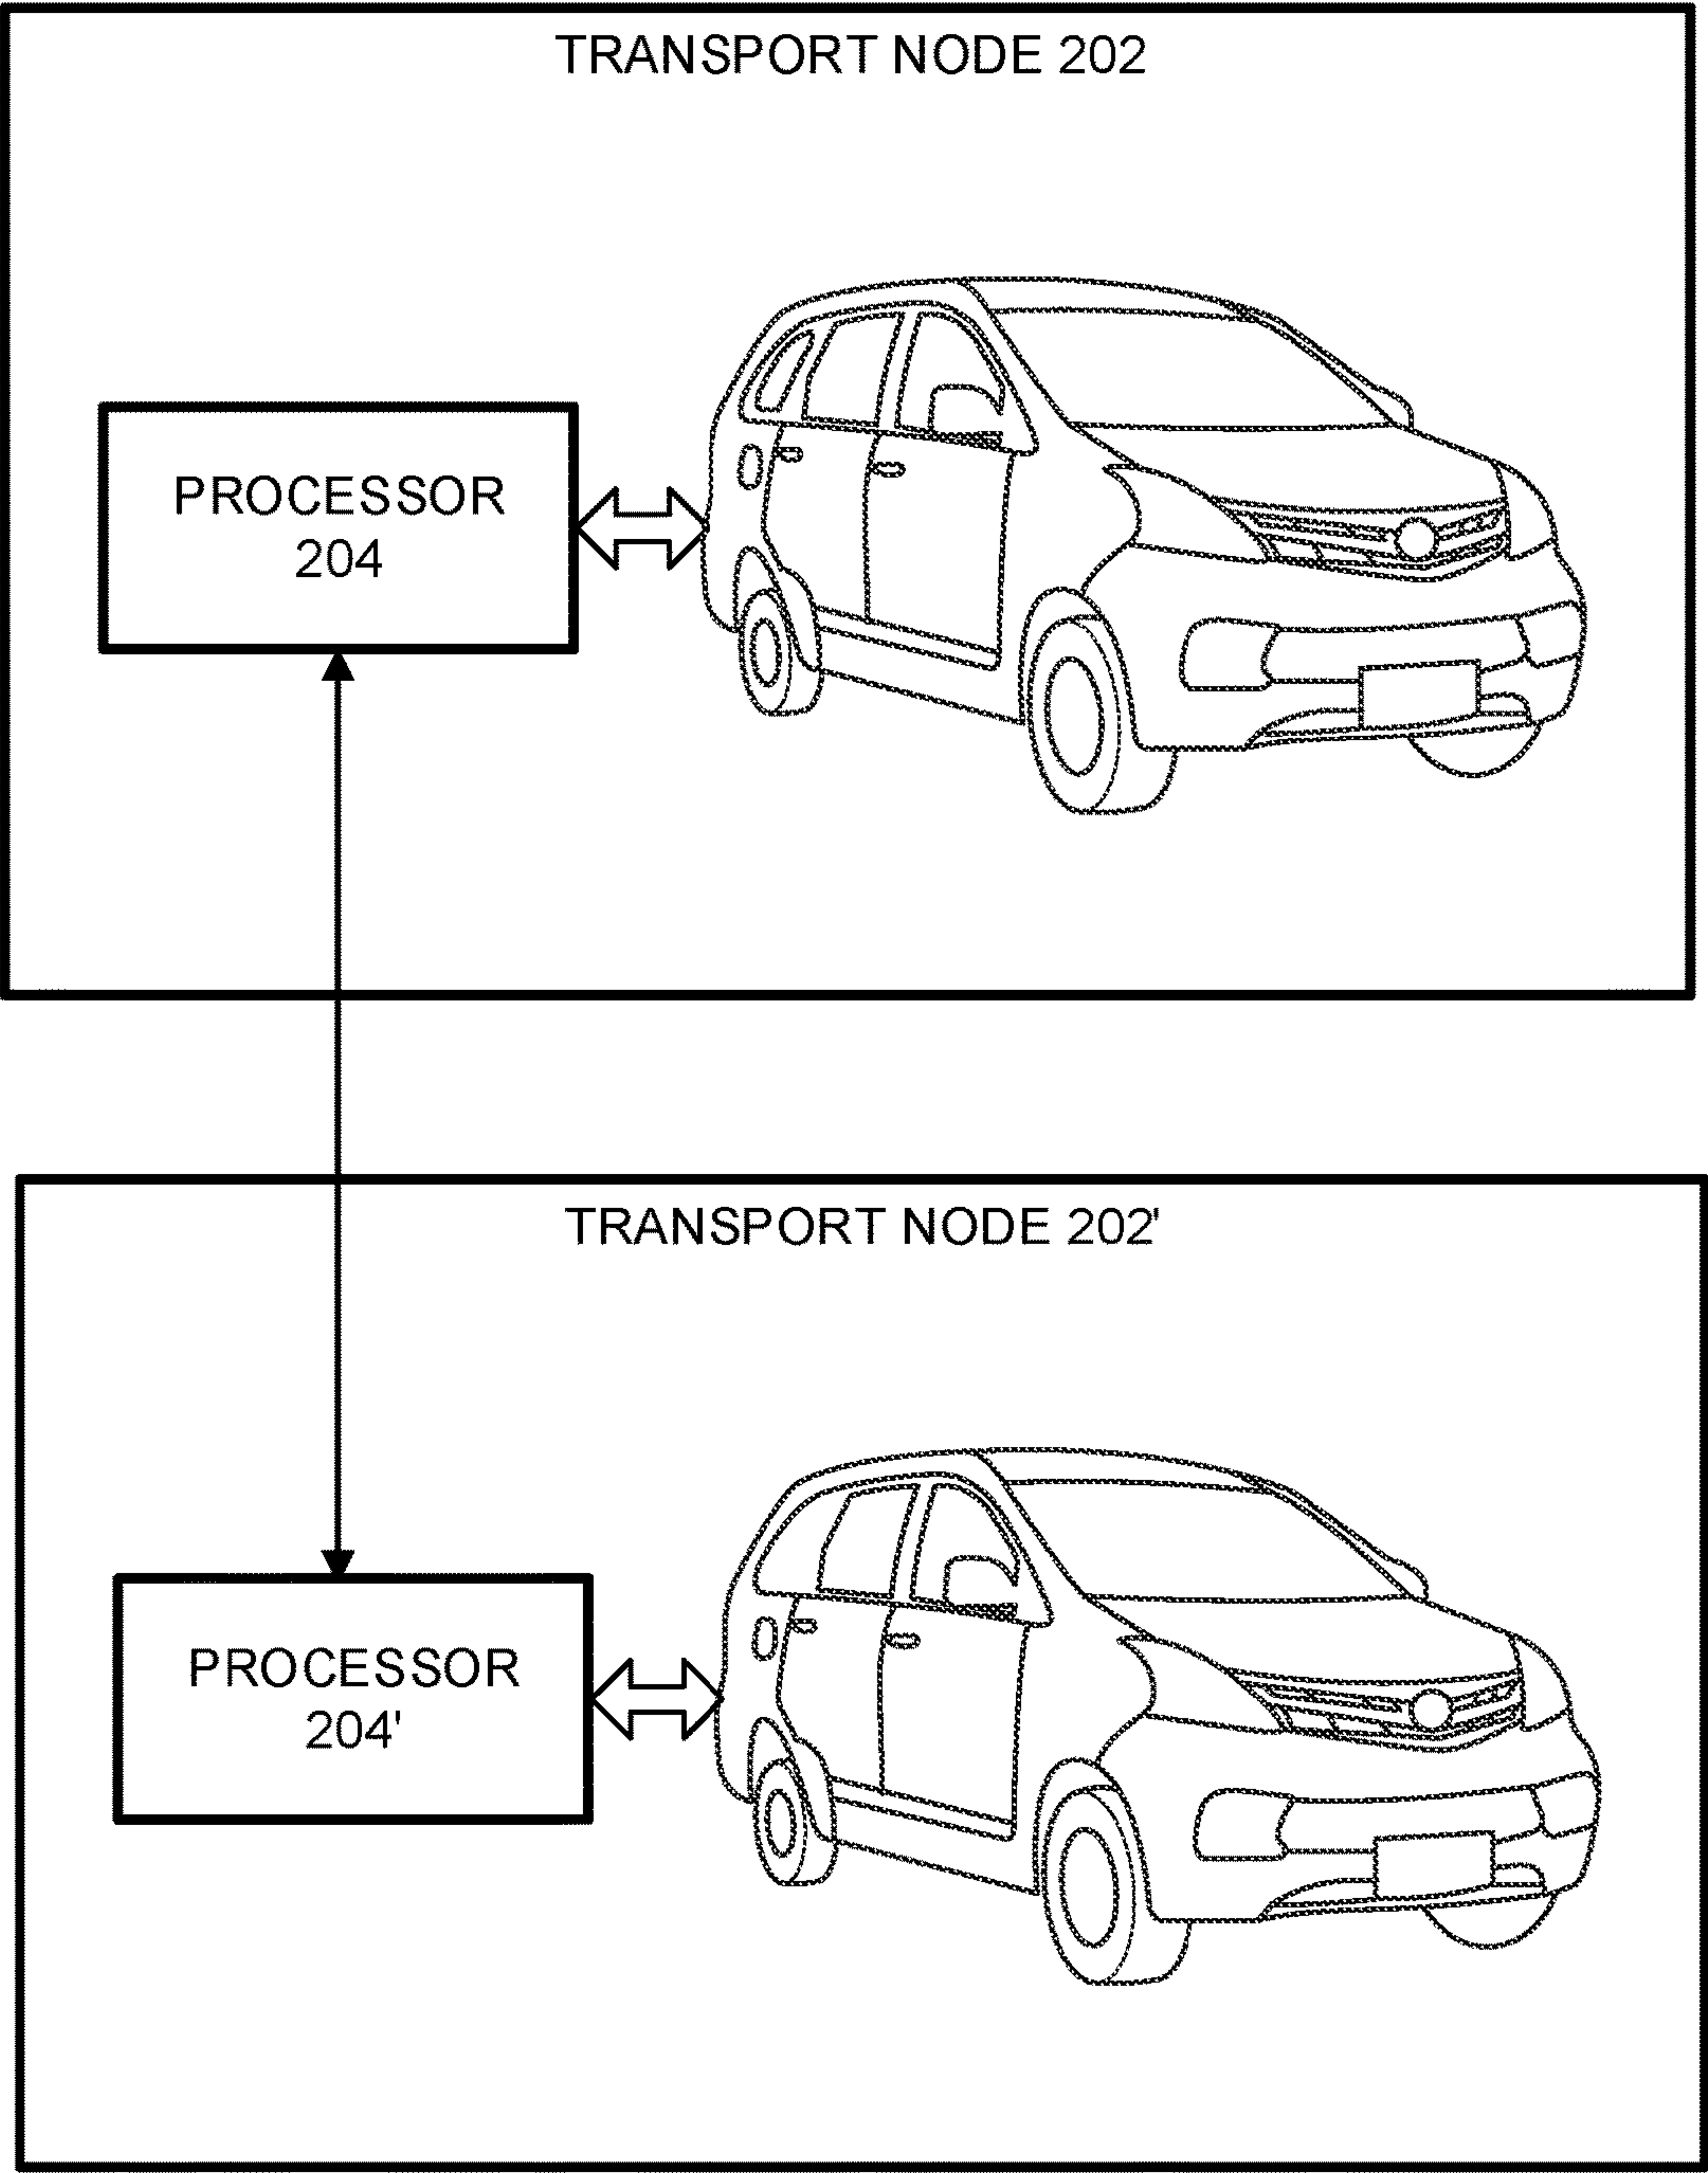 TRANSPORT NODE 202
PROCESSOR
204
TRANSPORT NODE 202'
PROCESSOR
204'